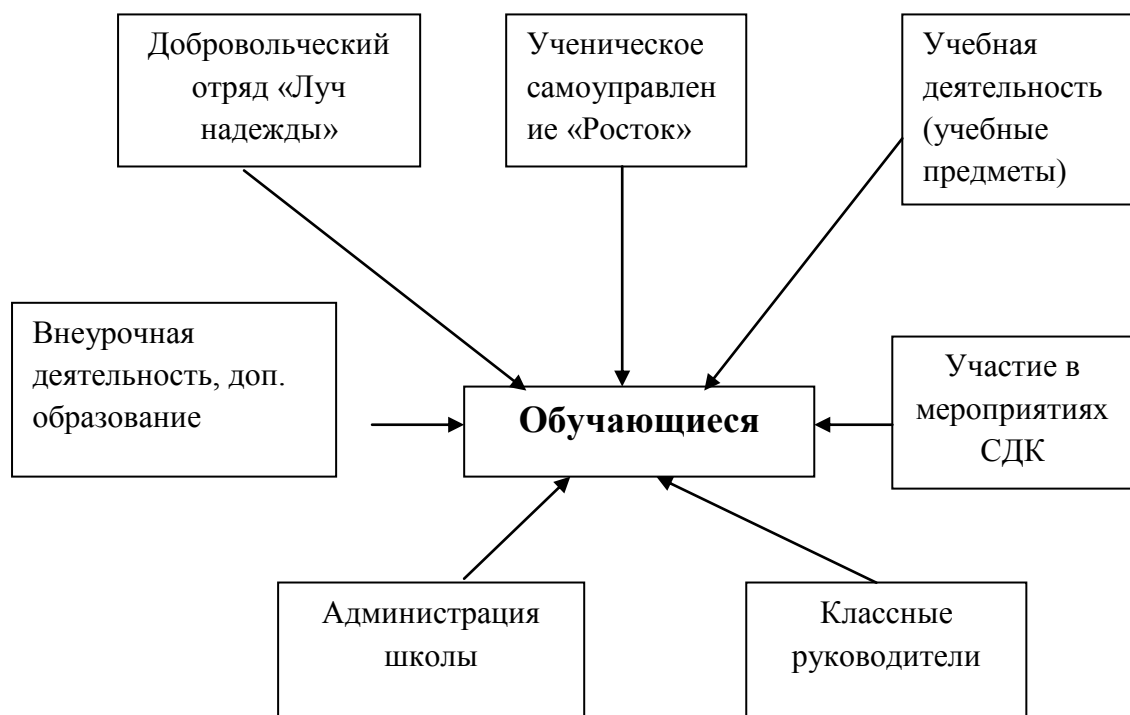 Добровольческий
отряд «Луч
надежды»
Ученическое
самоуправлен
ие «Росток»
Учебная
деятельность
(учебные
предметы)
Внеурочная
деятельность, доп.
образование
Обучающиеся
Участие в
мероприятиях
СДК
Администрация
школы
Классные
руководители